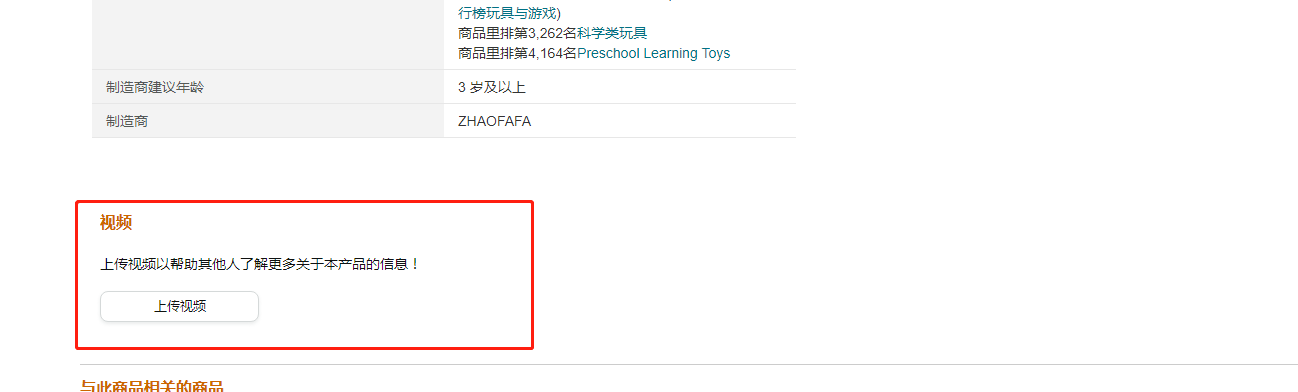 行榜玩具与游戏)
商品里排第3,262名科学类玩具
商品里排第4,164名Preschool Learning Toys
制造商建议年龄 3 岁及以上
制造商 ZHAOFAFA
视频
上传视频以帮助其他人了解更多关于本产品的信息！
上传视频
与此商品相关的商品